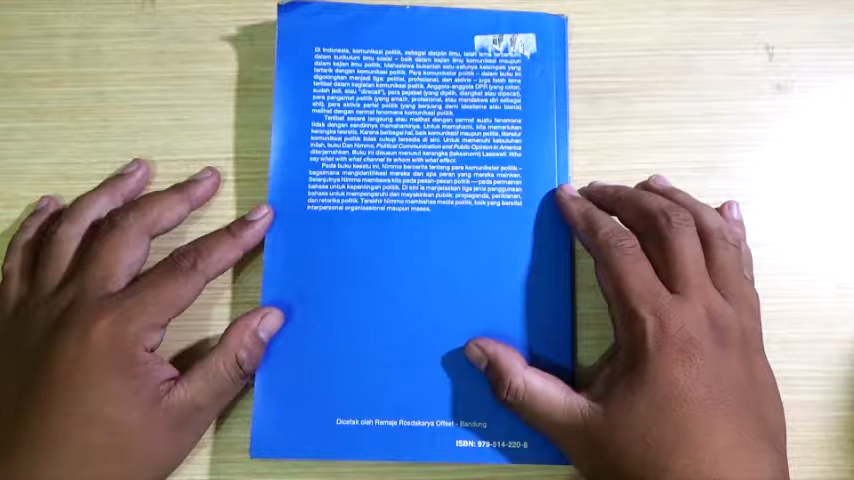 Di Indonesia, komunikasi politik, sebagai disiplin ilmu, telah lama tercantum
dalam kurikulum ilmu sosial – baik dalam kajian ilmu komunikasi maupun
dalam kajian ilmu politik. Mahasiswa bukanlah satu-satunya kelompok yang
tertarik dengan komunikasi politik. Para komunikator politik – dalam buku ini
digolongkan menjadi tiga: politisi, profesional, dan aktivis – juga telah lama
terlibat dalam kegiatan komunikasi politik. Anggota-anggota DPR (yang calon,
sudah jadi, atau "direcall"), para pejabat (yang dipilih, diangkat atau dipecat),
para pengamat politik (yang amatir, profesional, atau mendakwa diri sebagai
ahli), para aktivis partai politik (yang berjuang demi idealisme atau bisnis)
melihat dengan cermat fenomena komunikasi politik.
Terlibat secara langsung atau melihat dengan cermat suatu fenomena
tidak dengan sendirinya memahaminya. Untuk memahami, kita memerlukan
kerangka teoretis. Karena berbagai hal, baik komunikatif maupun politis, literatur
komunikasi politik tidak cukup tersedia di sini. Untuk memenuhi kebutuhan
inilah, buku Dan Nimmo, Political Communication and Public Opinion in America
diterjemahkan. Buku ini disusun menurut kerangka (taksonomi) Lasswell: Who
say what with what channel to whom with what effect.
Pada buku kesatu ini, Nimmo bercerita tentang para komunikator politik –
bagaimana mengidentifikasi mereka dan apa peran yang mereka mainkan.
Selanjutnya Nimmo membahas pada pesan-pesan politik – pada permainan
bahasa untuk kepentingan politik. Di sini ia menjelaskan tiga jenis penggunaan
bahasa untuk mempengaruhi dan meyakinkan publik: propaganda, periklanan,
dan retorika politik. Terakhir Nimmo membahas media politik, baik yang bersifat
interpersonal organisasional maupun massa.
Dicetak oleh Remaja Rosdakarya Offset - Bandung
ISBN: 979-514-220-8